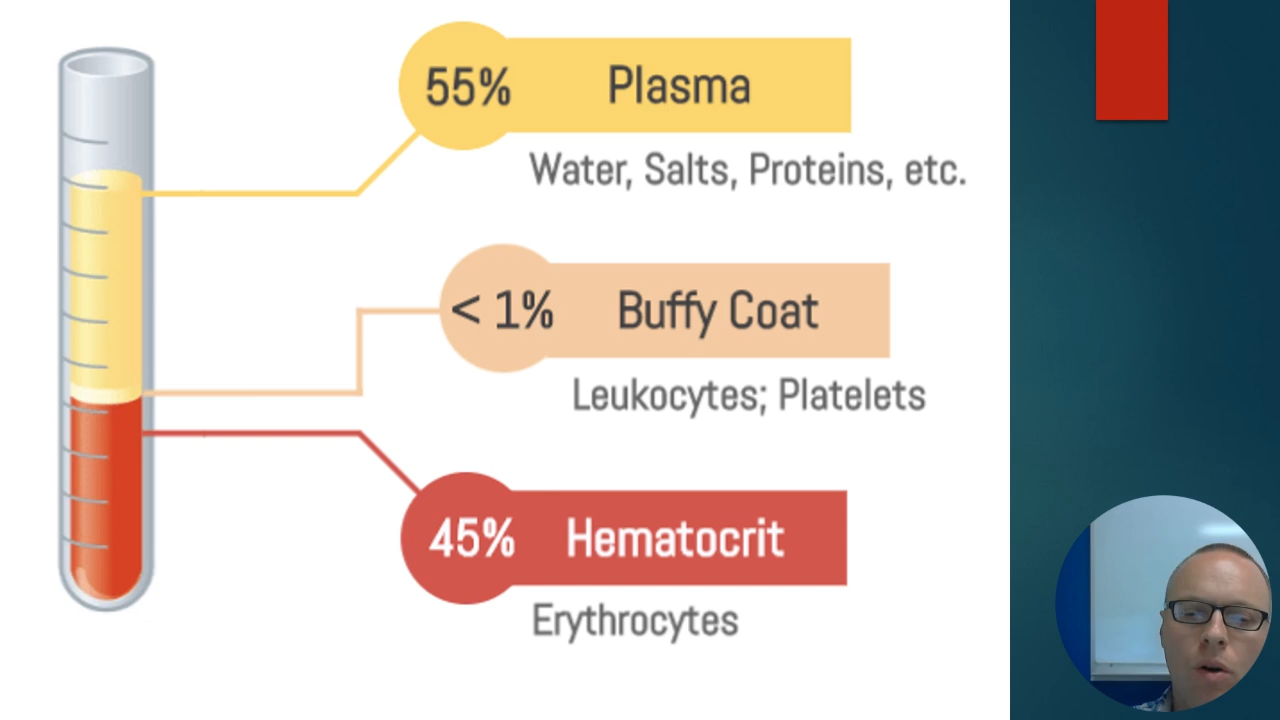 55% Plasma
Water, Salts, Proteins, etc.
< 1% Buffy Coat
Leukocytes; Platelets
45% Hematocrit
Erythrocytes